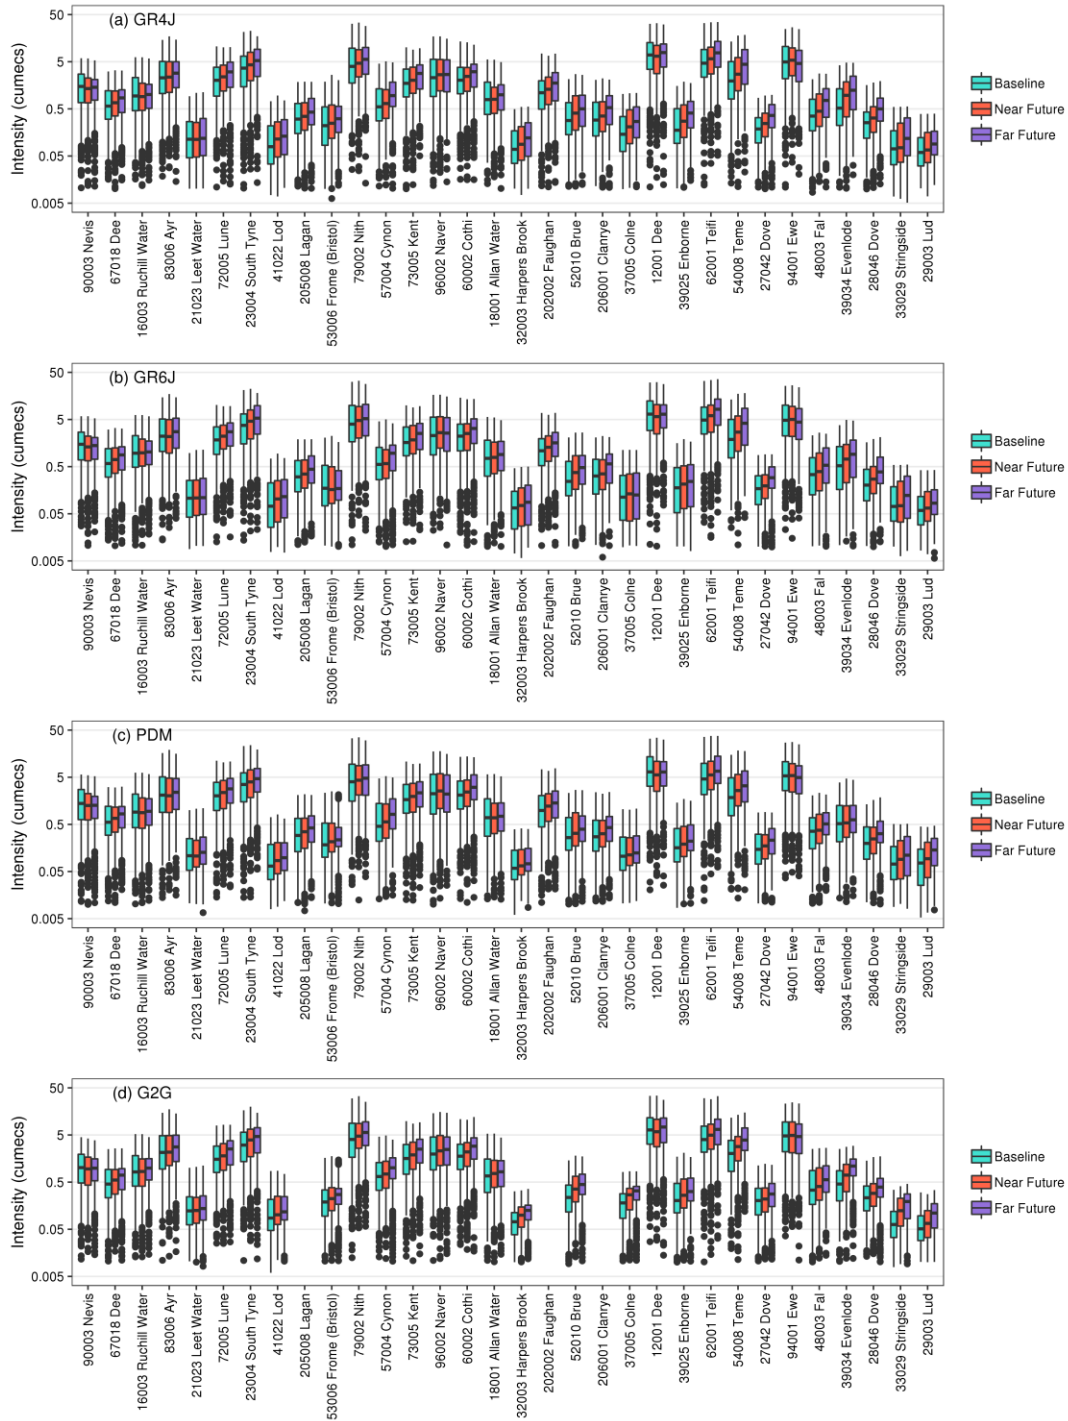 (a) GR4J
Intensity (cumecs)
50
5
0.5
0.05
0.005
90003 Nevis
67018 Dee
16003 Ruchill Water
83006 Ayr
21023 Leet Water
72005 Lune
23004 South Tyne
41022 Lod
205008 Lagan
53006 Frome (Bristol)
79002 Nith
57004 Cynon
73005 Kent
96002 Naver
60002 Cothi
18001 Allan Water
32003 Harpers Brook
202002 Faughan
52010 Brue
206001 Clanrye
37005 Colne
12001 Dee
39025 Enborne
62001 Teifi
54008 Teme
27042 Dove
94001 Ewe
48003 Fal
39034 Evenlode
28046 Dove
33029 Stringside
29003 Lud
Baseline
Near Future
Far Future
(b) GR6J
Intensity (cumecs)
50
5
0.5
0.05
0.005
90003 Nevis
67018 Dee
16003 Ruchill Water
83006 Ayr
21023 Leet Water
72005 Lune
23004 South Tyne
41022 Lod
205008 Lagan
53006 Frome (Bristol)
79002 Nith
57004 Cynon
73005 Kent
96002 Naver
60002 Cothi
18001 Allan Water
32003 Harpers Brook
202002 Faughan
52010 Brue
206001 Clanrye
37005 Colne
12001 Dee
39025 Enborne
62001 Teifi
54008 Teme
27042 Dove
94001 Ewe
48003 Fal
39034 Evenlode
28046 Dove
33029 Stringside
29003 Lud
Baseline
Near Future
Far Future
(c) PDM
Intensity (cumecs)
50
5
0.5
0.05
0.005
90003 Nevis
67018 Dee
16003 Ruchill Water
83006 Ayr
21023 Leet Water
72005 Lune
23004 South Tyne
41022 Lod
205008 Lagan
53006 Frome (Bristol)
79002 Nith
57004 Cynon
73005 Kent
96002 Naver
60002 Cothi
18001 Allan Water
32003 Harpers Brook
202002 Faughan
52010 Brue
206001 Clanrye
37005 Colne
12001 Dee
39025 Enborne
62001 Teifi
54008 Teme
27042 Dove
94001 Ewe
48003 Fal
39034 Evenlode
28046 Dove
33029 Stringside
29003 Lud
Baseline
Near Future
Far Future
(d) G2G
Intensity (cumecs)
50
5
0.5
0.05
0.005
90003 Nevis
67018 Dee
16003 Ruchill Water
83006 Ayr
21023 Leet Water
72005 Lune
23004 South Tyne
41022 Lod
205008 Lagan
53006 Frome (Bristol)
79002 Nith
57004 Cynon
73005 Kent
96002 Naver
60002 Cothi
18001 Allan Water
32003 Harpers Brook
202002 Faughan
52010 Brue
206001 Clanrye
37005 Colne
12001 Dee
39025 Enborne
62001 Teifi
54008 Teme
27042 Dove
94001 Ewe
48003 Fal
39034 Evenlode
28046 Dove
33029 Stringside
29003 Lud
Baseline
Near Future
Far Future